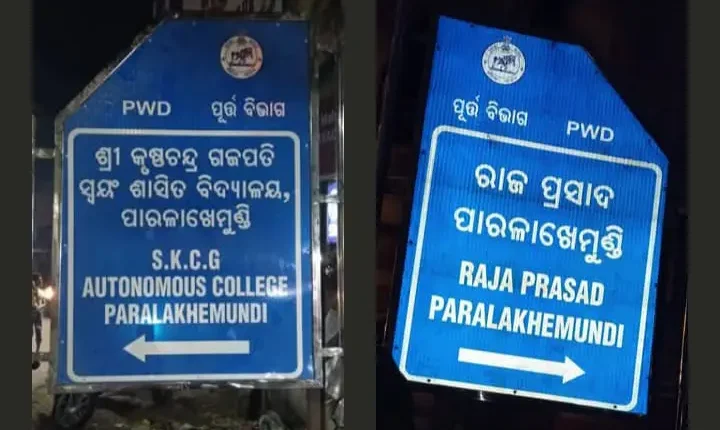 PWD ପୂର୍ତ୍ତ ବିଭାଗ
ଶ୍ରୀ କୃଷ୍ଣଚନ୍ଦ୍ର ଗଜପତି
ସ୍ୱୟଂ ଶାସିତ ବିଦ୍ୟାଳୟ,
ପାରଳାଖେମୁଣ୍ଡି
S.K.C.G
AUTONOMOUS COLLEGE
PARALAKHEMUNDI
ପୂର୍ତ୍ତ ବିଭାଗ PWD
ରାଜ ପ୍ରସାଦ
ପାରଳାଖେମୁଣ୍ଡି
RAJA PRASAD
PARALAKHEMUNDI